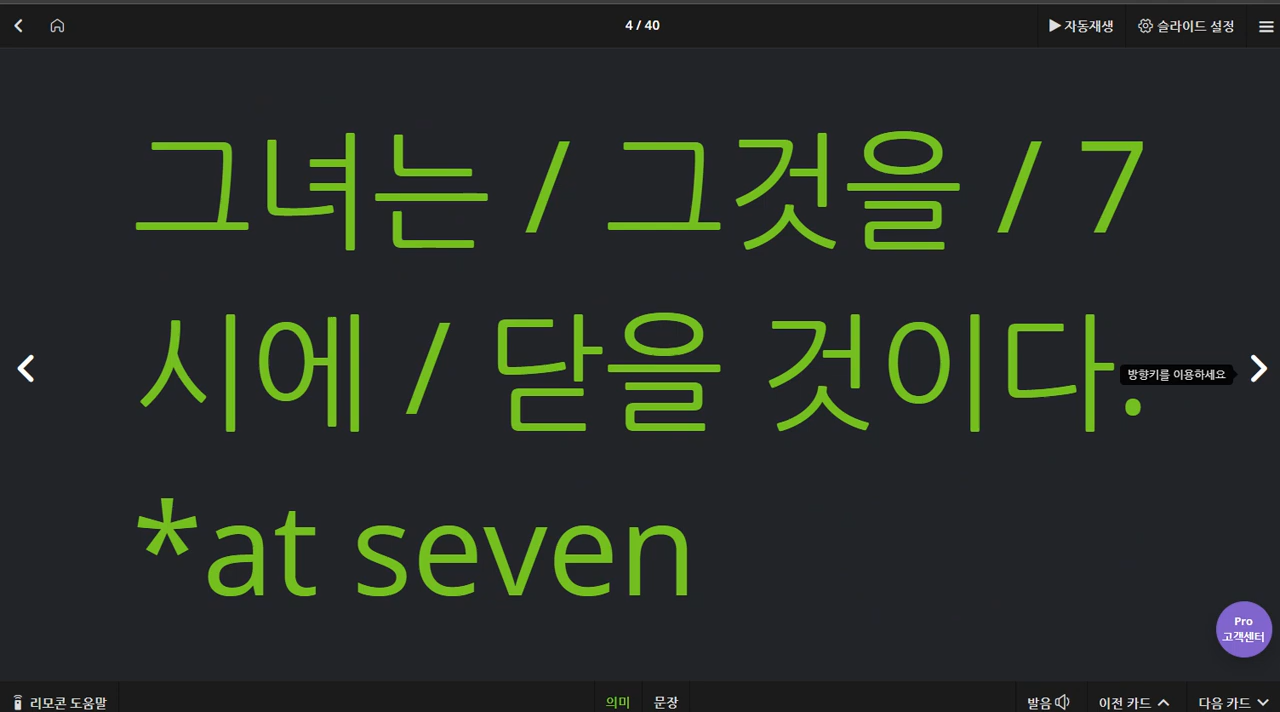 4 / 40
자동재생
슬라이드 설정
그녀는 / 그것을 / 7
시에 / 닫을 것이다.
방향키를 이용하세요
*at seven
Pro
고객센터
리모콘 도움말
의미
문장
발음
이전 카드
다음 카드